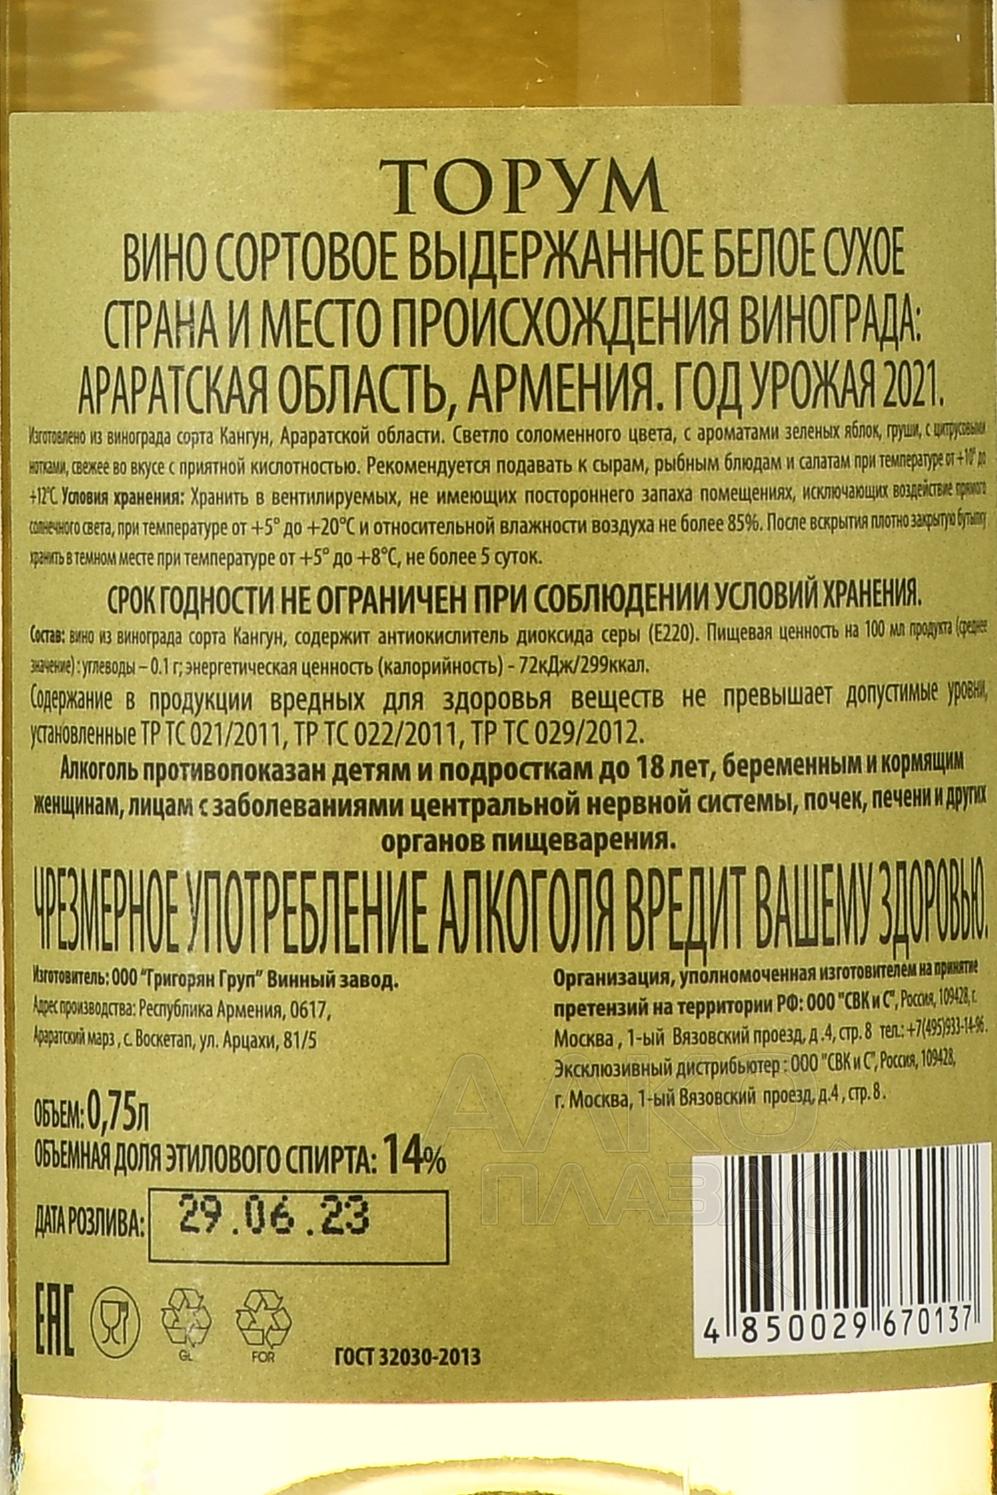 ТОРУМ
ВИНО СОРТОВОЕ ВЫДЕРЖАННОЕ БЕЛОЕ СУХОЕ
СТРАНА И МЕСТО ПРОИСХОЖДЕНИЯ ВИНОГРАДА:
АРАРАТСКАЯ ОБЛАСТЬ, АРМЕНИЯ. ГОД УРОЖАЯ 2021.
Изготовлено из винограда сорта Кангун, Араратской области. Светло соломенного цвета, с ароматами зеленых яблок, груши, с цитрусовыми
нотками, свежее во вкусе с приятной кислотностью. Рекомендуется подавать к сырам, рыбным блюдам и салатам при температуре от +10° до
+12°C. Условия хранения: Хранить в вентилируемых, не имеющих постороннего запаха помещениях, исключающих воздействие прямого
солнечного света, при температуре от +5° до +20°C и относительной влажности воздуха не более 85%. После вскрытия плотно закрытую бутылку
хранить в темном месте при температуре от +5° до +8°C, не более 5 суток.
СРОК ГОДНОСТИ НЕ ОГРАНИЧЕН ПРИ СОБЛЮДЕНИИ УСЛОВИЙ ХРАНЕНИЯ.
Состав: вино из винограда сорта Кангун, содержит антиокислитель диоксида серы (E220). Пищевая ценность на 100 мл продукта (среднее
значение) : углеводы – 0.1 г; энергетическая ценность (калорийность) - 72кДж/299ккал.
Содержание в продукции вредных для здоровья веществ не превышает допустимые уровни,
установленные ТР ТС 021/2011, ТР ТС 022/2011, ТР ТС 029/2012.
Алкоголь противопоказан детям и подросткам до 18 лет, беременным и кормящим
женщинам, лицам с заболеваниями центральной нервной системы, почек, печени и других
органов пищеварения.
ЧРЕЗМЕРНОЕ УПОТРЕБЛЕНИЕ АЛКОГОЛЯ ВРЕДИТ ВАШЕМУ ЗДОРОВЬЮ.
Изготовитель: ООО "Григорян Груп" Винный завод.
Адрес производства: Республика Армения, 0617,
Араратский марз , с. Воскетап, ул. Арцахи, 81/5
Организация, уполномоченная изготовителем на принятие
претензий на территории РФ: ООО "СВК и С", Россия, 109428, г.
Москва , 1-ый Вязовский проезд, д .4, стр. 8 тел.: +7(495)933-14-96.
Эксклюзивный дистрибьютер : ООО "СВК и С", Россия, 109428,
г. Москва, 1-ый Вязовский проезд, д.4 , стр. 8 .
ОБЪЕМ: 0,75л
ОБЪЕМНАЯ ДОЛЯ ЭТИЛОВОГО СПИРТА: 14%
ДАТА РОЗЛИВА: 29.06.23
EAC
GL
FOR
ГОСТ 32030-2013
4 850029 670137
АЛКО
ПЛАЗА